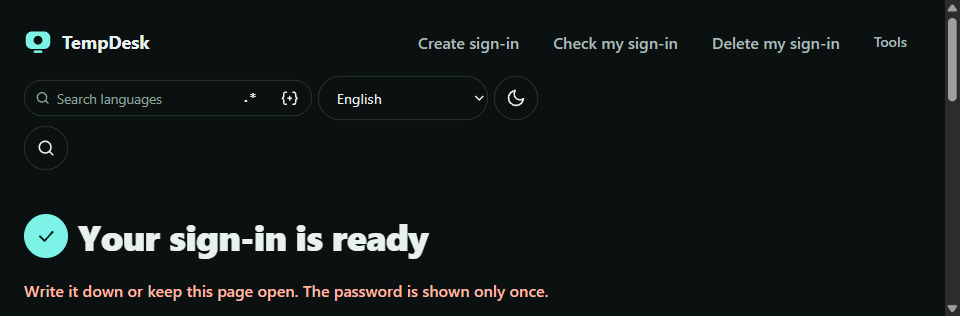 TempDesk
Create sign-in
Check my sign-in
Delete my sign-in
Tools
Search languages
.*
English
Your sign-in is ready
Write it down or keep this page open. The password is shown only once.